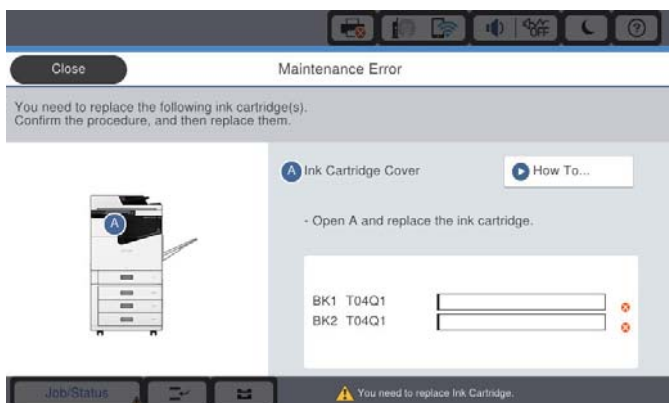 OFF
Close
Maintenance Error
You need to replace the following ink cartridge(s).
Confirm the procedure, and then replace them.
A Ink Cartridge Cover
How To...
A
- Open A and replace the ink cartridge.
BK1 T04Q1
BK2 T04Q1
Job/Status
You need to replace Ink Cartridge.